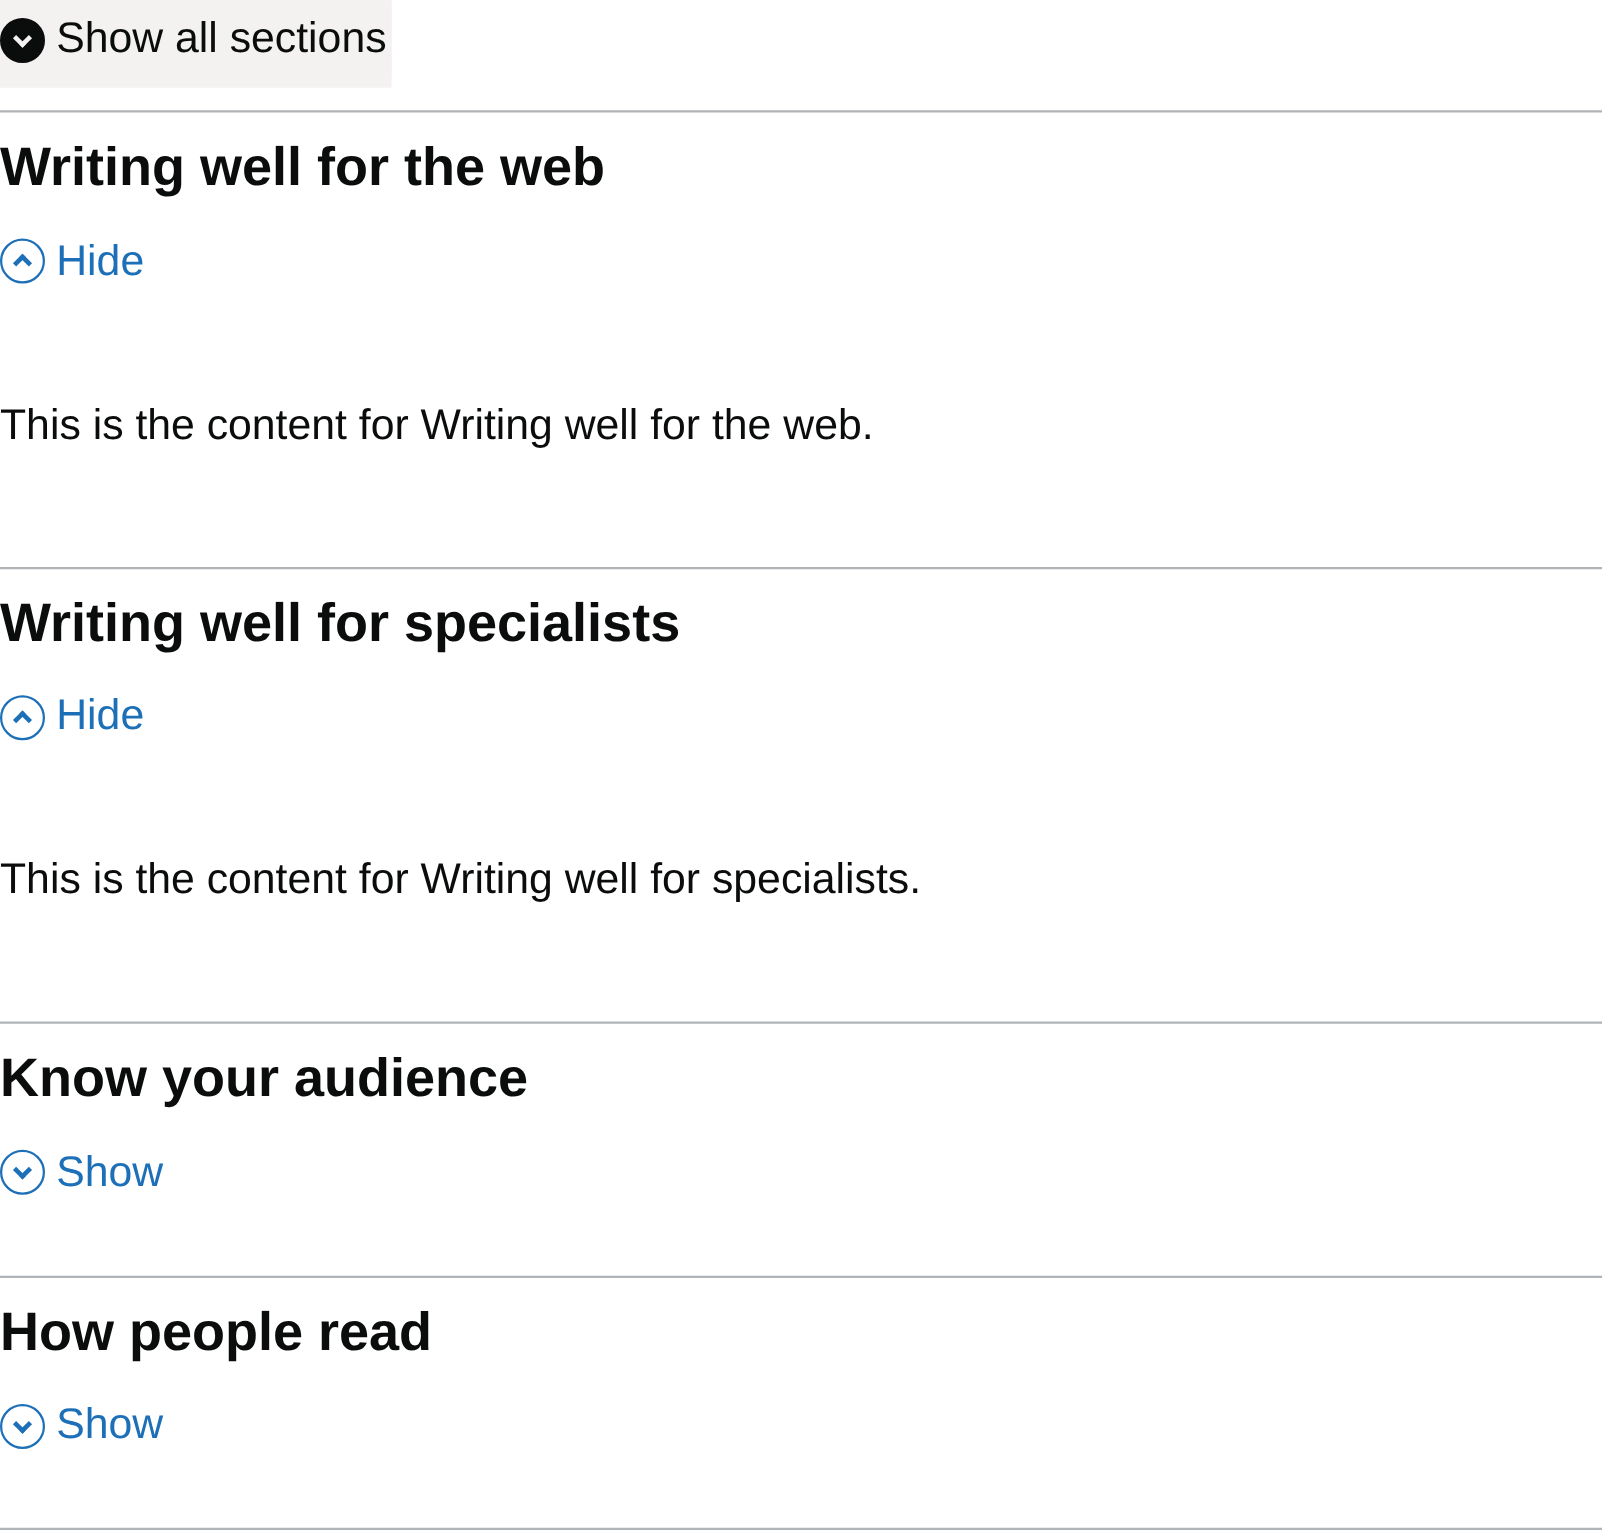 Show all sections
Writing well for the web
Hide
This is the content for Writing well for the web.
Writing well for specialists
Hide
This is the content for Writing well for specialists.
Know your audience
Show
How people read
Show